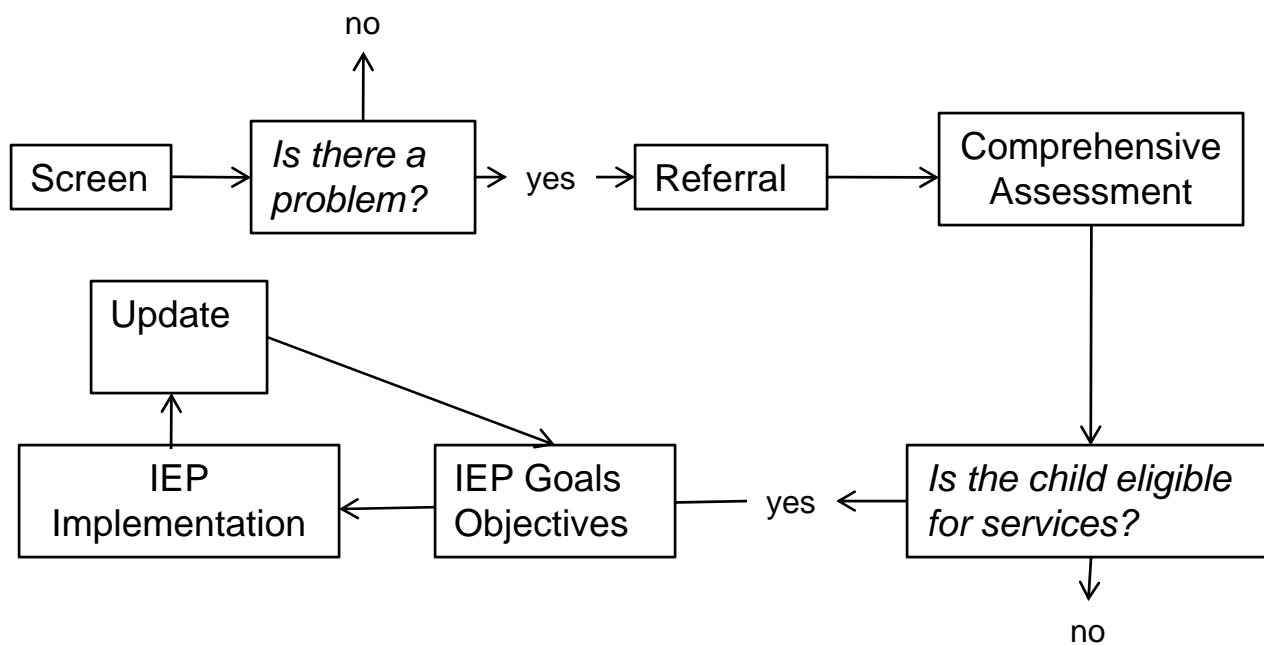 no
Screen
Is there a
problem?
yes
Referral
Comprehensive
Assessment
Update
IEP
Implementation
IEP Goals
Objectives
yes
Is the child eligible
for services?
no